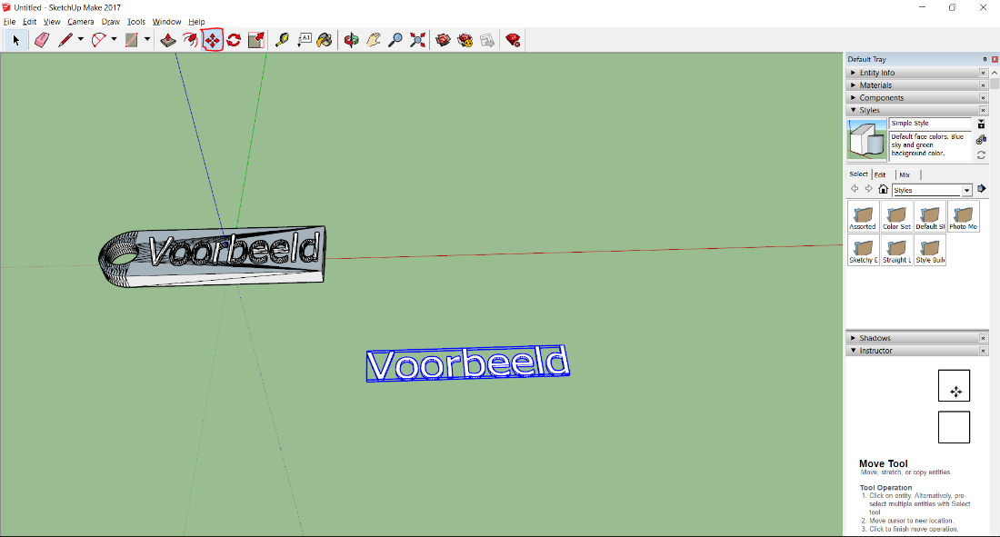 Untitled - SketchUp Make 2017
File Edit View Camera Draw Tools Window Help
A1
Default Tray
Entity Info
Materials
Components
Styles
Simple Style
Default face colors. Blue
sky and green
background color.
Select Edit Mix
Styles
Assorted Color Set Default St Photo Mo
Sketchy E Straight L Style Buil
Voorbeeld
Voorbeeld
Shadows
Instructor
Move Tool
Move, stretch, or copy entities
Tool Operation
1. Click on entity. Alternatively, pre-
select multiple entities with Select
tool
2. Move cursor to new location.
3. Click to finish move operation.